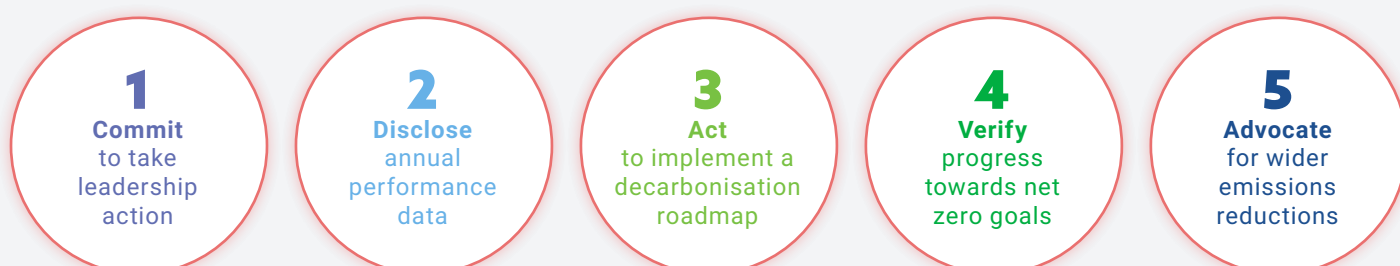 1
Commit
to take
leadership
action
2
Disclose
annual
performance
data
3
Act
to implement a
decarbonisation
roadmap
4
Verify
progress
towards net
zero goals
5
Advocate
for wider
emissions
reductions